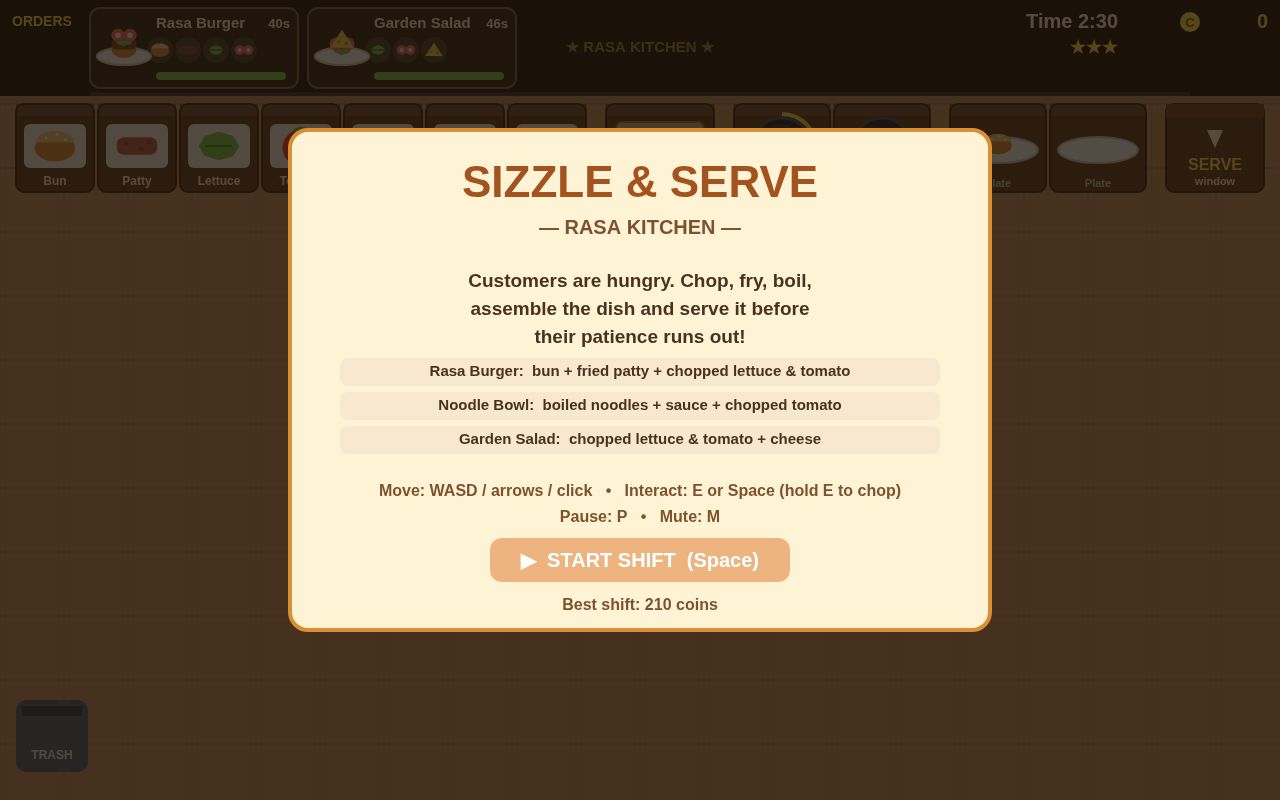 ORDERS
Rasa Burger 40s
Garden Salad 46s
★ RASA KITCHEN ★
Time 2:30
★★★
C 0
Bun
Patty
Lettuce
Plate
SERVE
window
SIZZLE & SERVE
— RASA KITCHEN —
Customers are hungry. Chop, fry, boil,
assemble the dish and serve it before
their patience runs out!
Rasa Burger: bun + fried patty + chopped lettuce & tomato
Noodle Bowl: boiled noodles + sauce + chopped tomato
Garden Salad: chopped lettuce & tomato + cheese
Move: WASD / arrows / click • Interact: E or Space (hold E to chop)
Pause: P • Mute: M
▶ START SHIFT (Space)
Best shift: 210 coins
TRASH